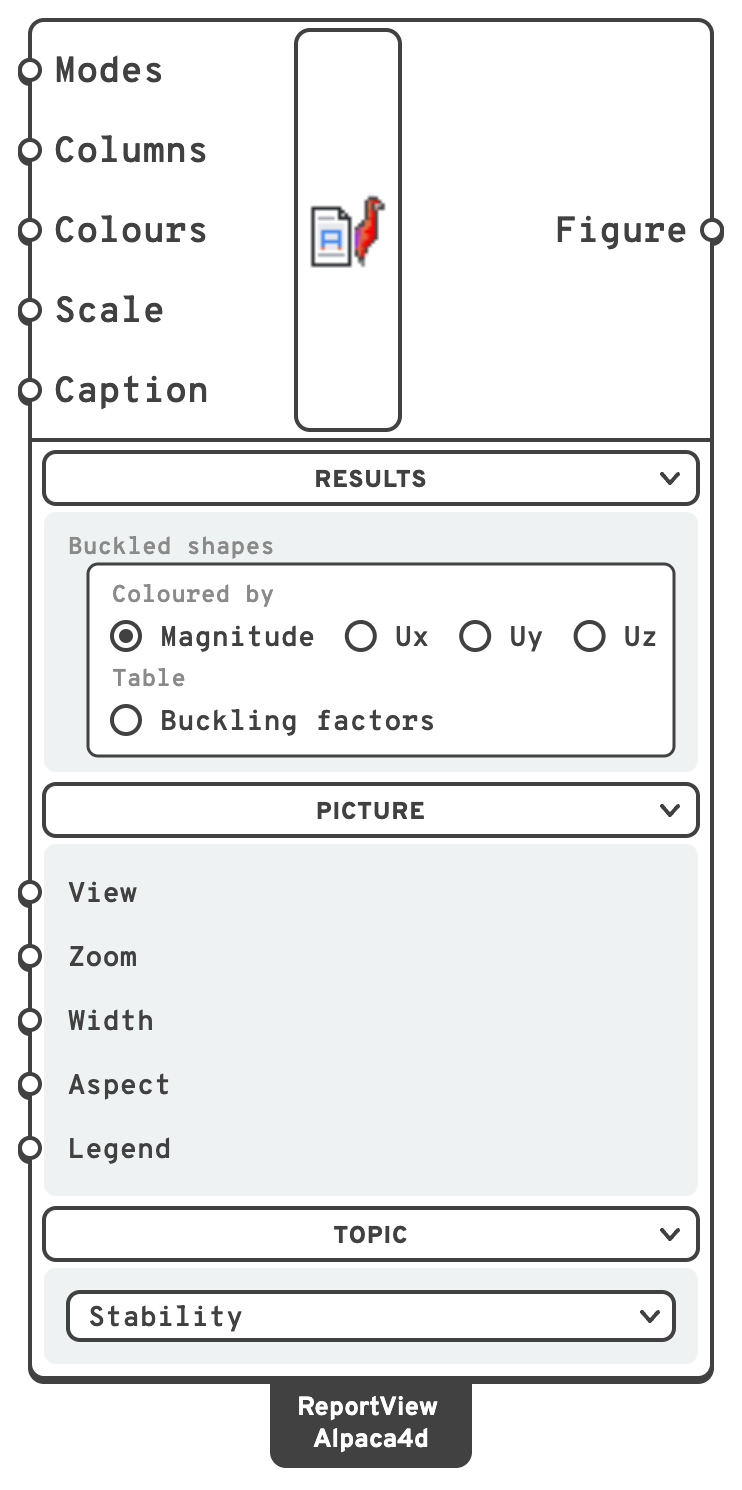 Modes
Columns
Colours
Scale
Caption
Figure
RESULTS
Buckled shapes
Coloured by
Magnitude Ux Uy Uz
Table
Buckling factors
PICTURE
View
Zoom
Width
Aspect
Legend
TOPIC
Stability
ReportView
Alpaca4d